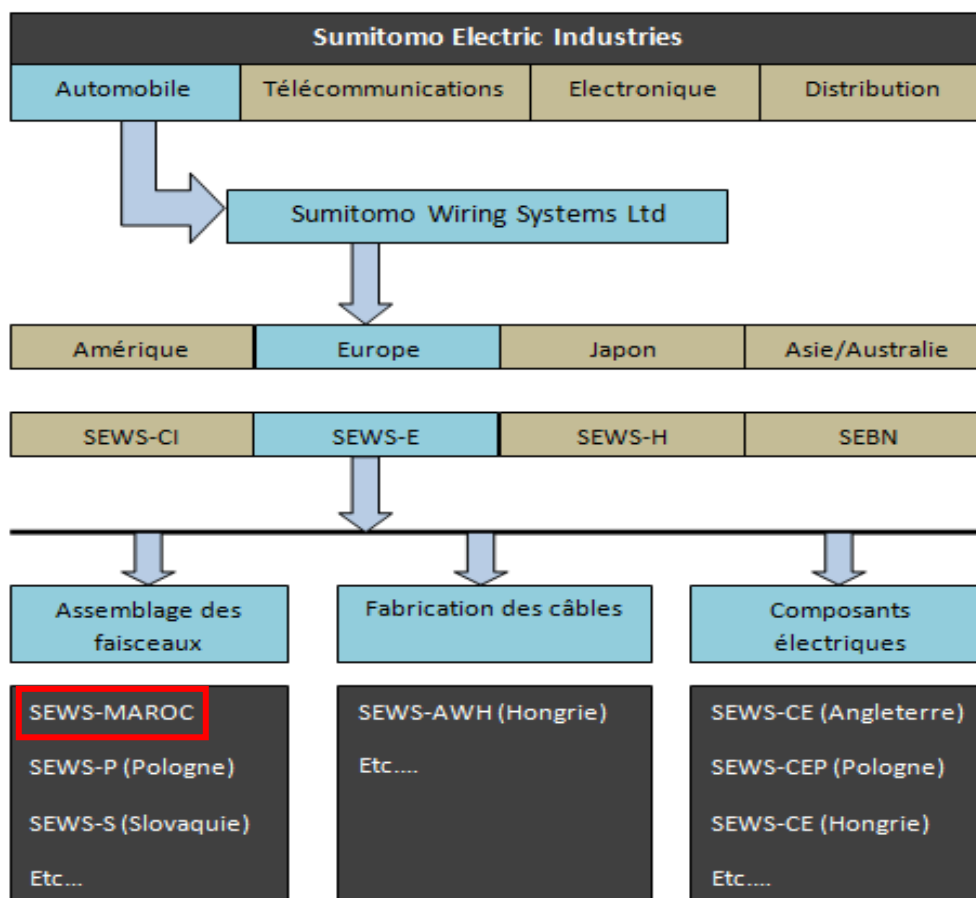 Sumitomo Electric Industries
Automobile
Télécommunications
Electronique
Distribution
Sumitomo Wiring Systems Ltd
Amérique
Europe
Japon
Asie/Australie
SEWS-CI
SEWS-E
SEWS-H
SEBN
Assemblage des
faisceaux
Fabrication des câbles
Composants
électriques
SEWS-MAROC
SEWS-P (Pologne)
SEWS-S (Slovaquie)
Etc...
SEWS-AWH (Hongrie)
Etc....
SEWS-CE (Angleterre)
SEWS-CEP (Pologne)
SEWS-CE (Hongrie)
Etc....